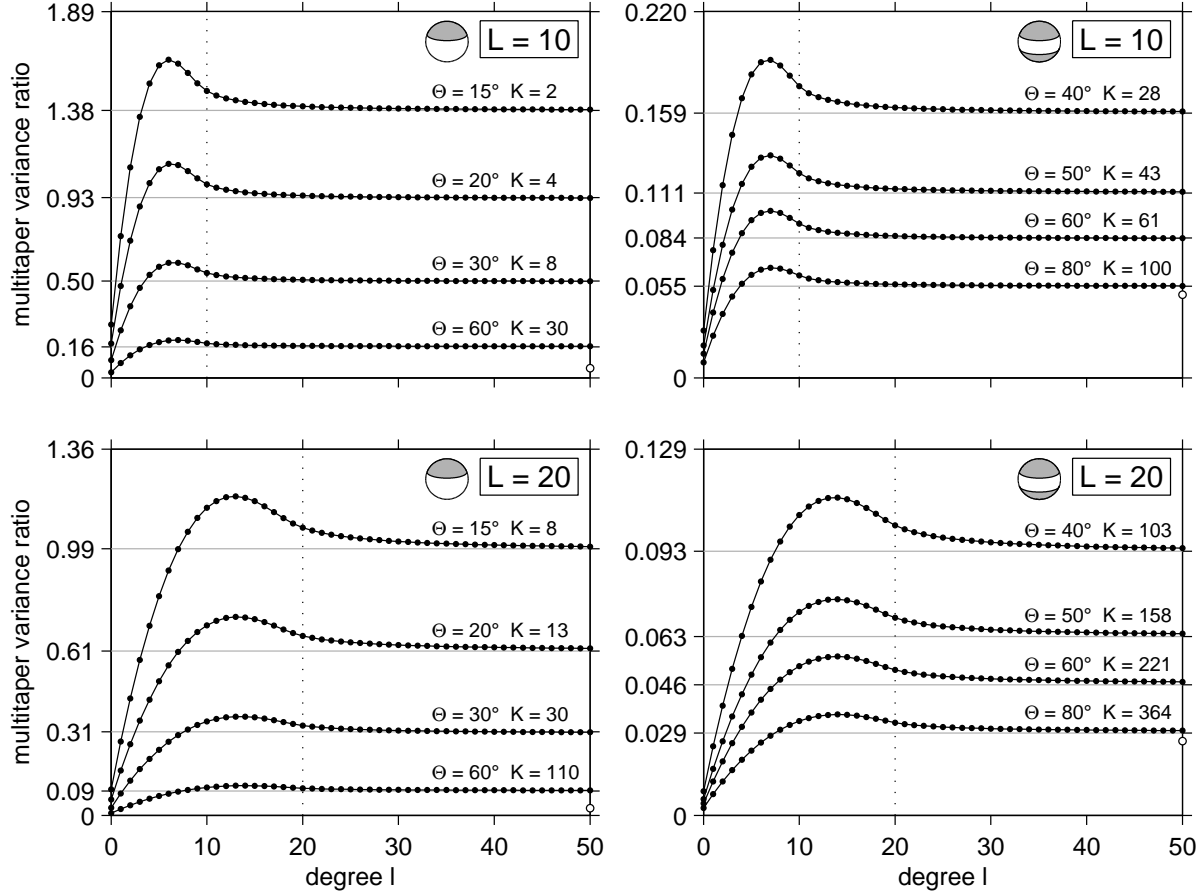 1.89
1.38
0.93
0.50
0.16
0
multitaper variance ratio
L = 10
Θ = 15° K = 2
Θ = 20° K = 4
Θ = 30° K = 8
Θ = 60° K = 30
0.220
0.159
0.111
0.084
0.055
0
L = 10
Θ = 40° K = 28
Θ = 50° K = 43
Θ = 60° K = 61
Θ = 80° K = 100
1.36
0.99
0.61
0.31
0.09
0
multitaper variance ratio
L = 20
Θ = 15° K = 8
Θ = 20° K = 13
Θ = 30° K = 30
Θ = 60° K = 110
0 10 20 30 40 50
degree l
0.129
0.093
0.063
0.046
0.029
0
L = 20
Θ = 40° K = 103
Θ = 50° K = 158
Θ = 60° K = 221
Θ = 80° K = 364
0 10 20 30 40 50
degree l